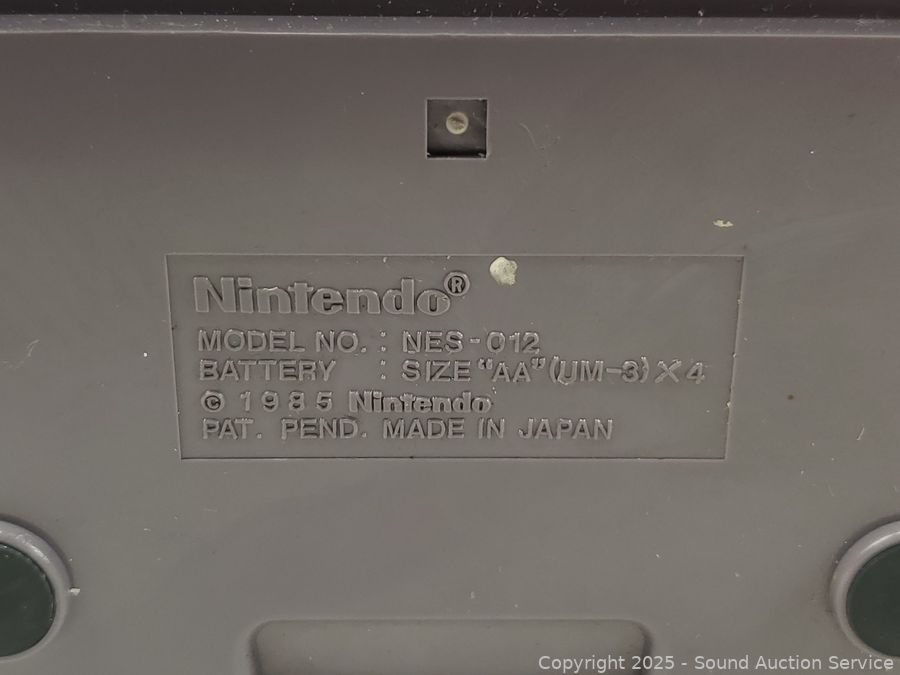 Nintendo®
MODEL NO. : NES-012
BATTERY : SIZE "AA" (UM-3) X 4
© 1985 Nintendo
PAT. PEND. MADE IN JAPAN
Copyright © 2025 - Sound Auction Service